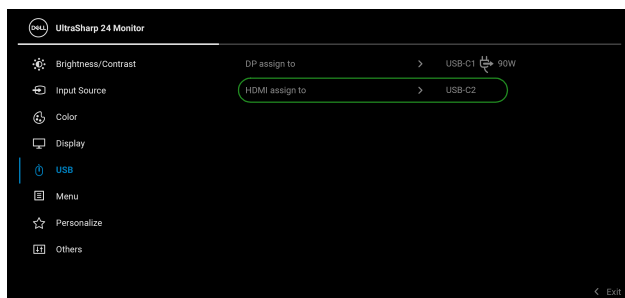 DELL UltraSharp 24 Monitor
Brightness/Contrast
DP assign to > USB-C1 90W
Input Source
HDMI assign to > USB-C2
Color
Display
USB
Menu
Personalize
Others
< Exit